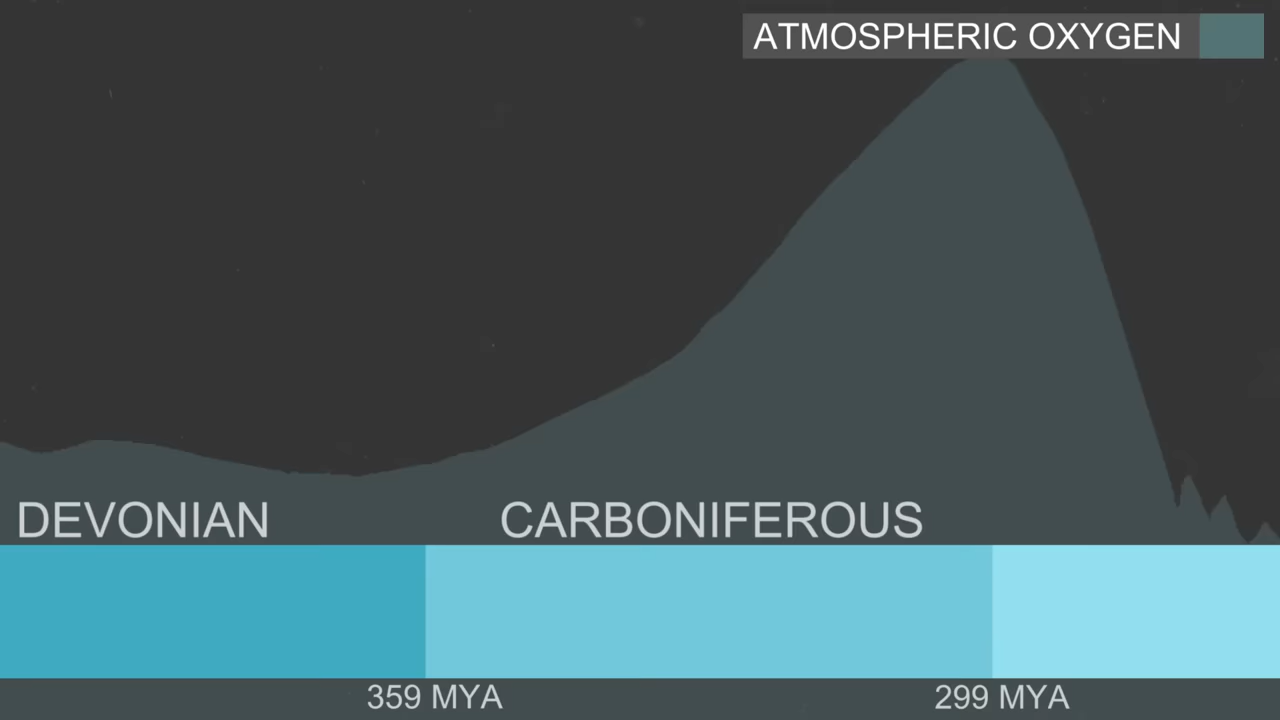 ATMOSPHERIC OXYGEN
DEVONIAN
CARBONIFEROUS
359 MYA
299 MYA